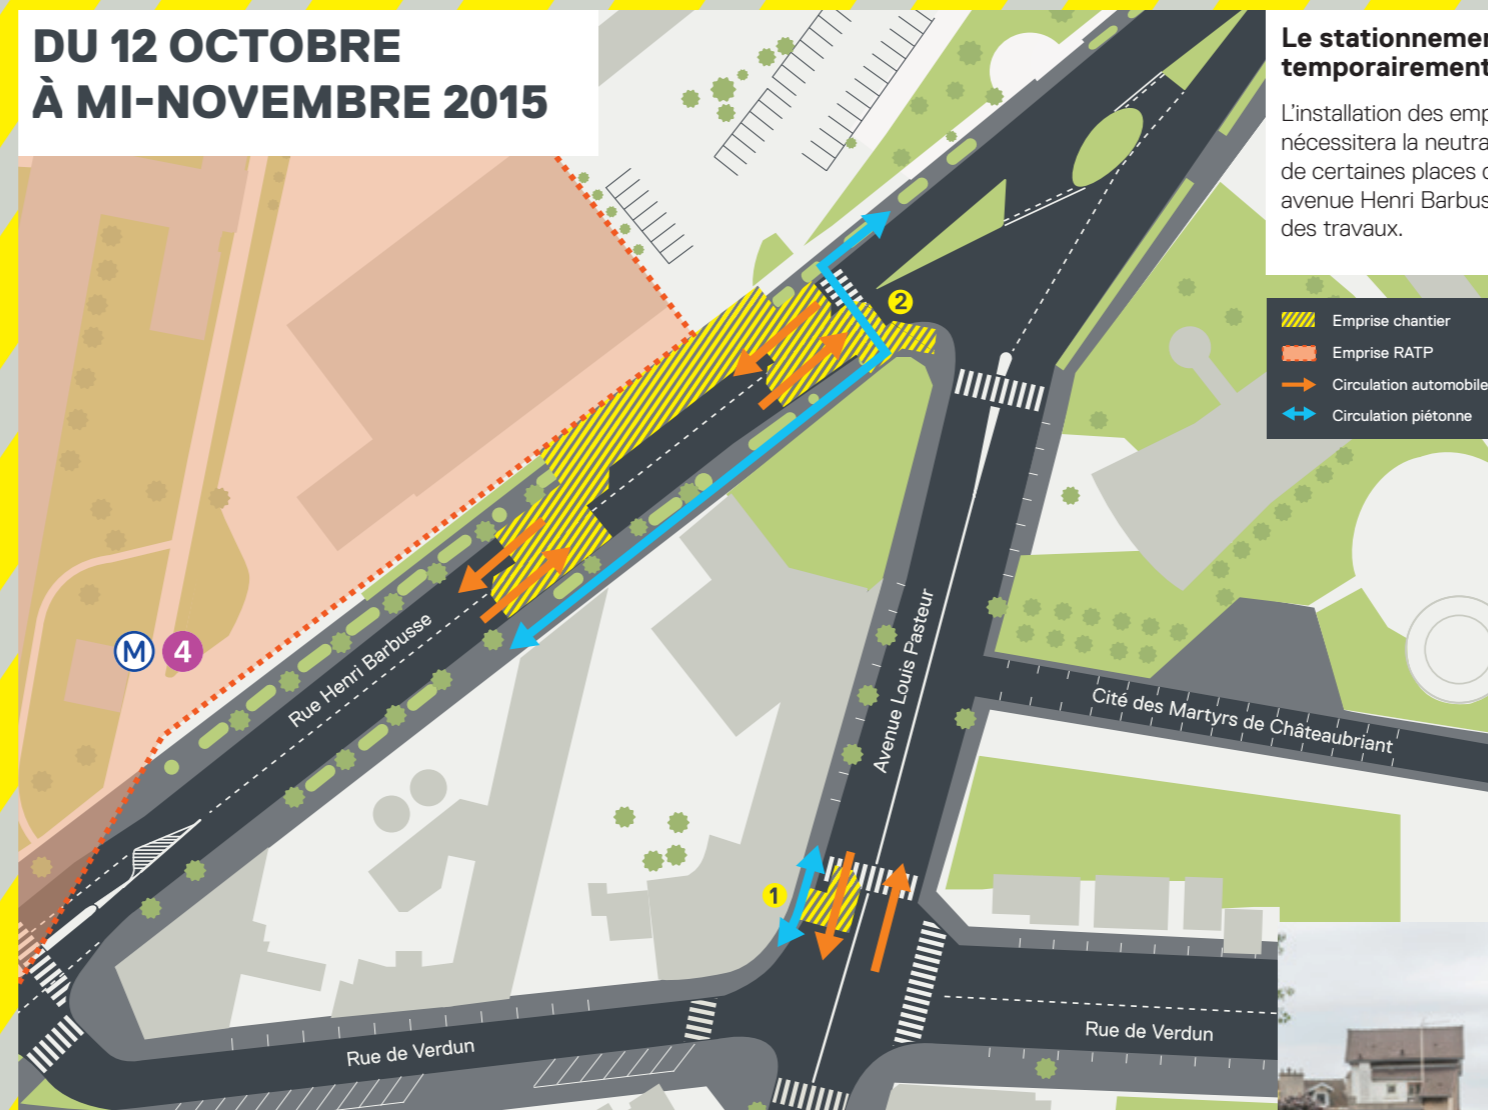 DU 12 OCTOBRE
À MI-NOVEMBRE 2015
Le stationnemen
temporairement
L'installation des emp
nécessitera la neutra
de certaines places d
avenue Henri Barbus
des travaux.
Emprise chantier
Emprise RATP
Circulation automobile
Circulation piétonne
2
M 4
Rue Henri Barbusse
Avenue Louis Pasteur
Cité des Martyrs de Châteaubriant
1
Rue de Verdun
Rue de Verdun